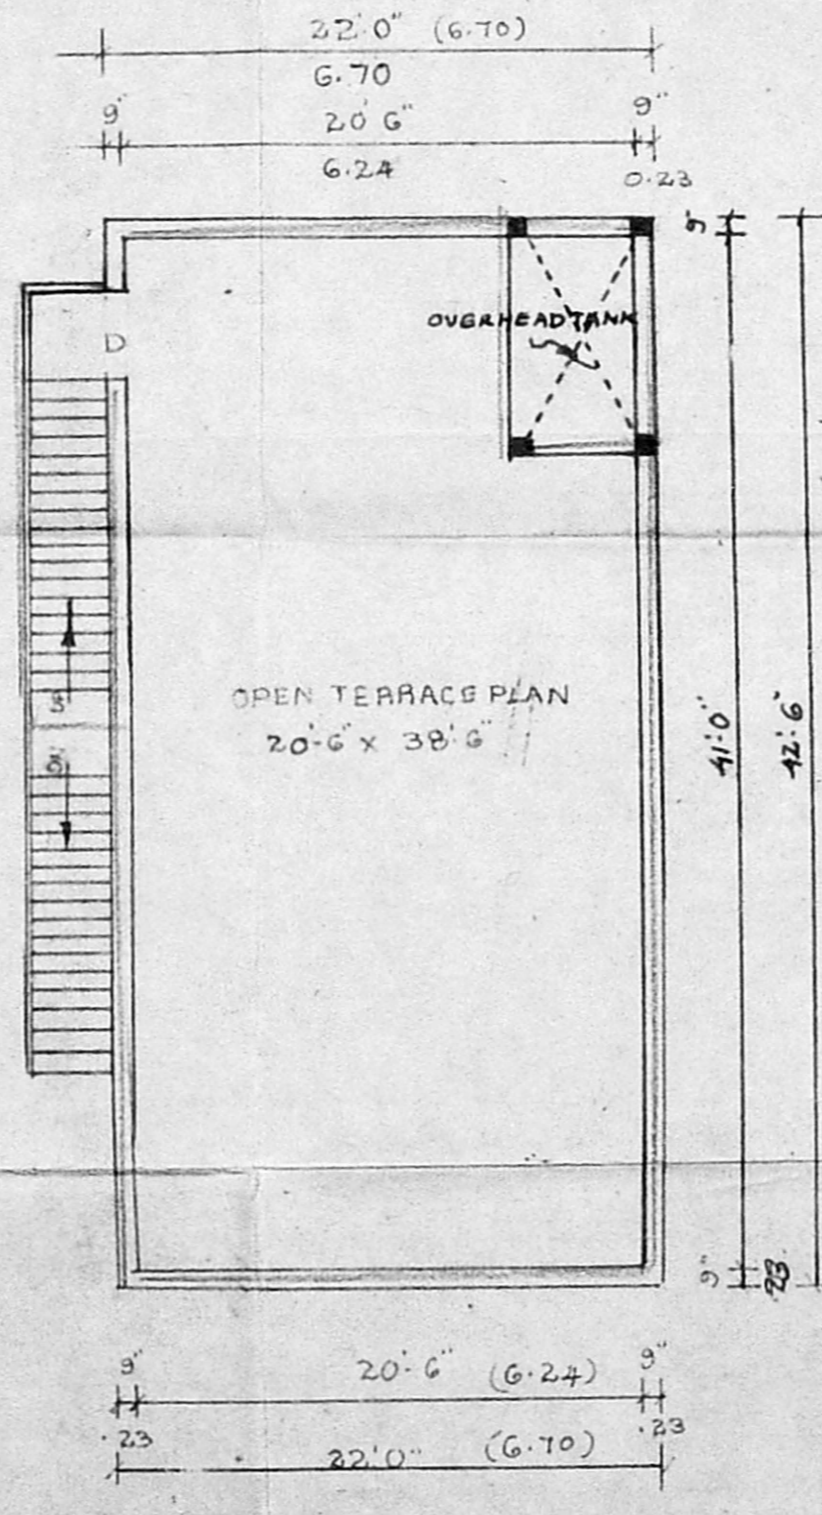 22'0" (6.70)
6.70
9" 20'6" 9"
6.24 0.23
9"
D
OVERHEAD TANK
OPEN TERRACE PLAN
20'-6" x 38'-6"
41'-0"
42'-6"
9" 23
9" 20'-6" (6.24) 9"
.23 22'0" (6.70) .23